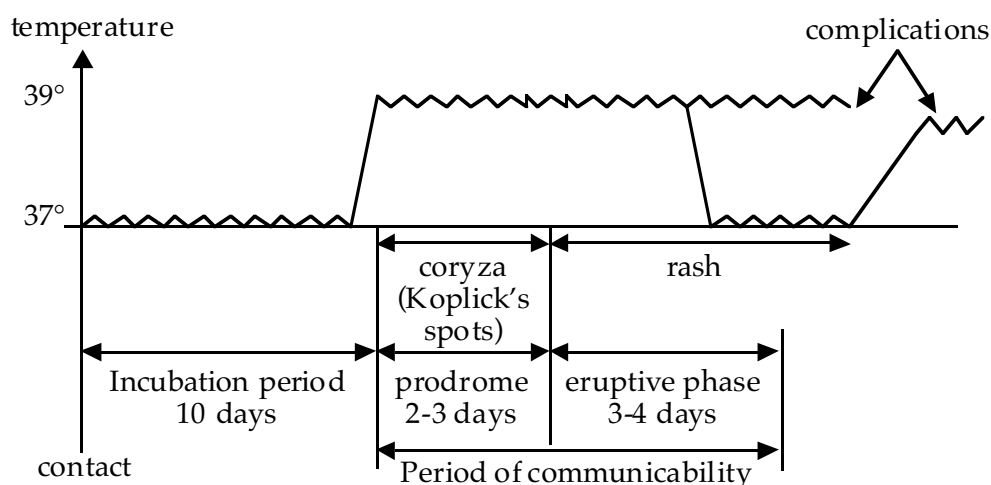 temperature
complications
39°
37°
coryza
(Koplick's
spots)
rash
Incubation period
10 days
prodrome
2-3 days
eruptive phase
3-4 days
contact
Period of communicability